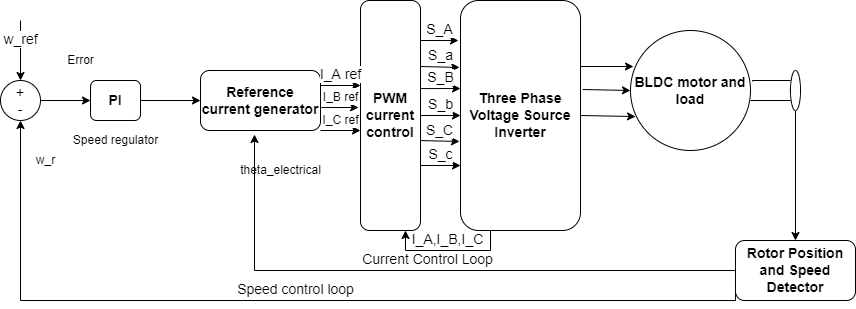 w_ref
Error
+
-
PI
Speed regulator
w_r
Reference
current generator
theta_electrical
I_A ref
I_B ref
I_C ref
PWM
current
control
S_A
S_a
S_B
S_b
S_C
S_c
Three Phase
Voltage Source
Inverter
BLDC motor and
load
I_A,I_B,I_C
Current Control Loop
Rotor Position
and Speed
Detector
Speed control loop